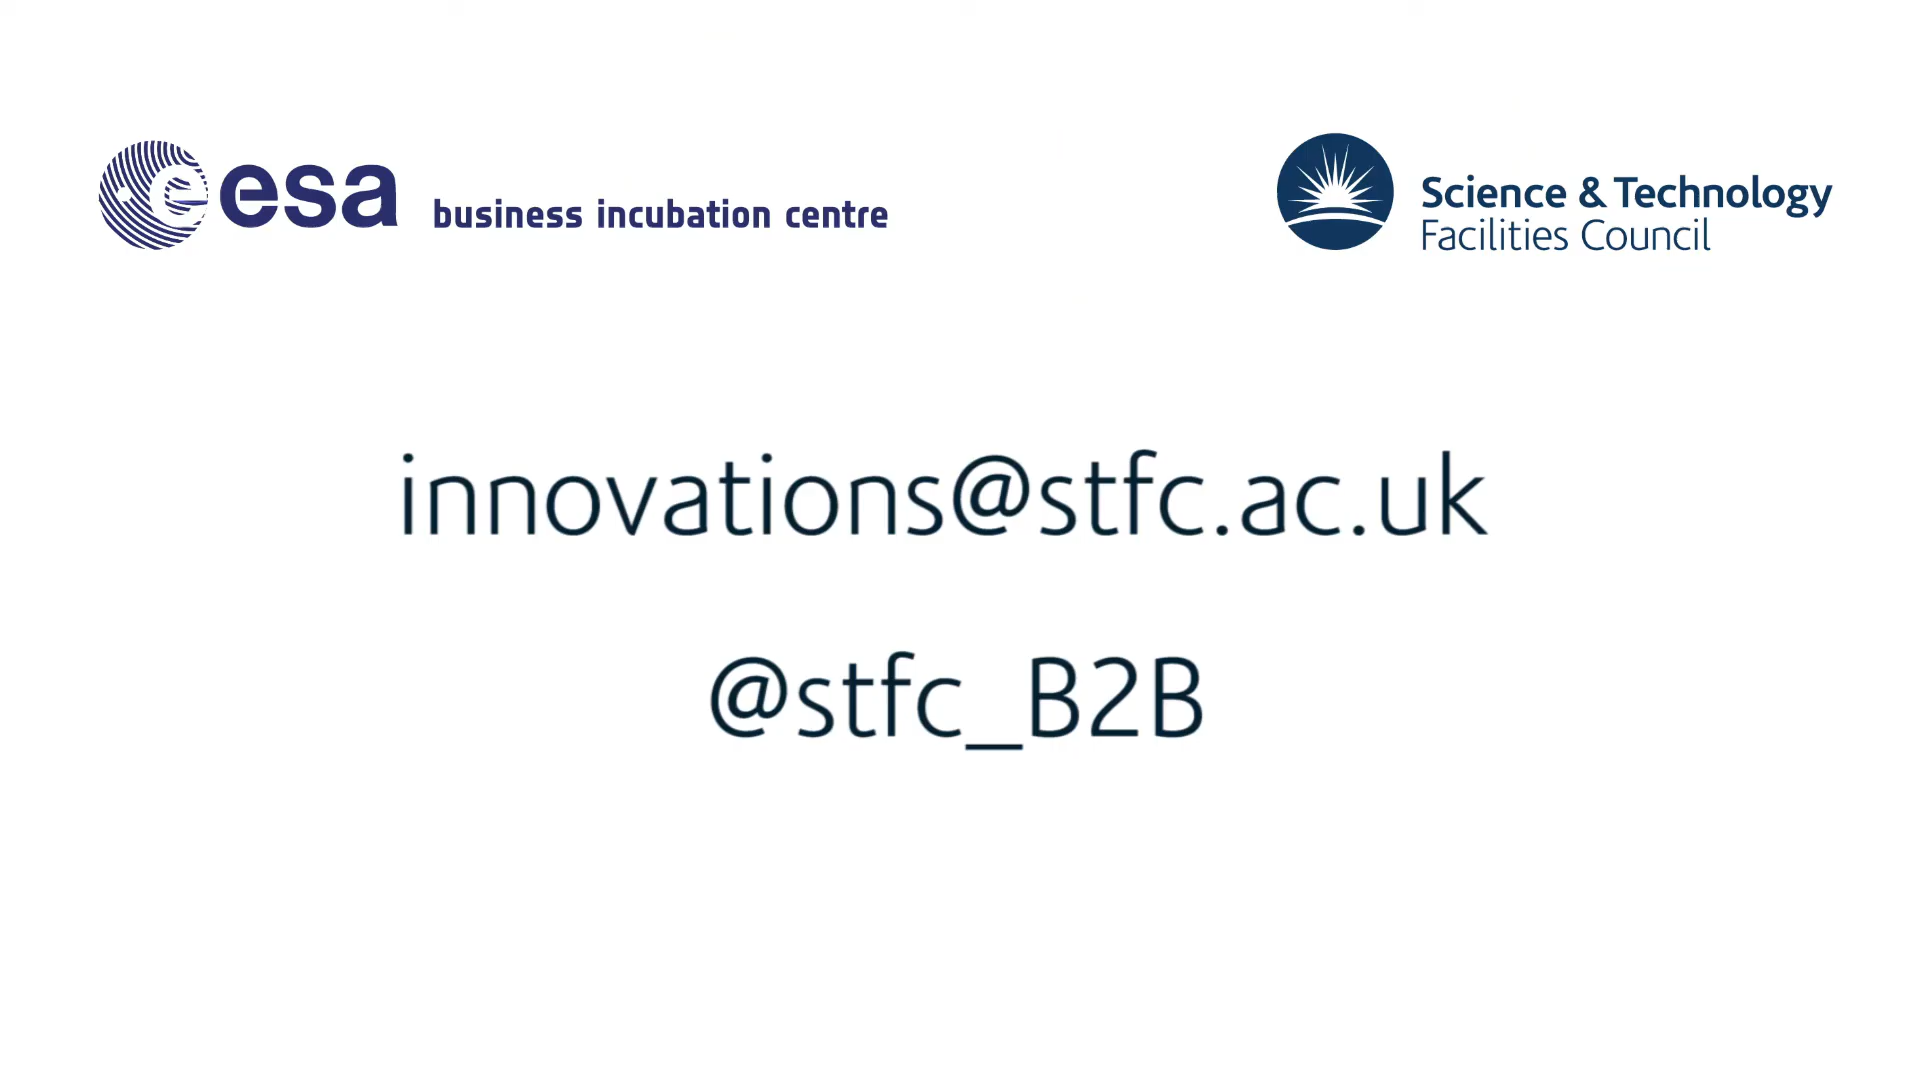 esa business incubation centre
Science & Technology
Facilities Council
innovations@stfc.ac.uk
@stfc_B2B